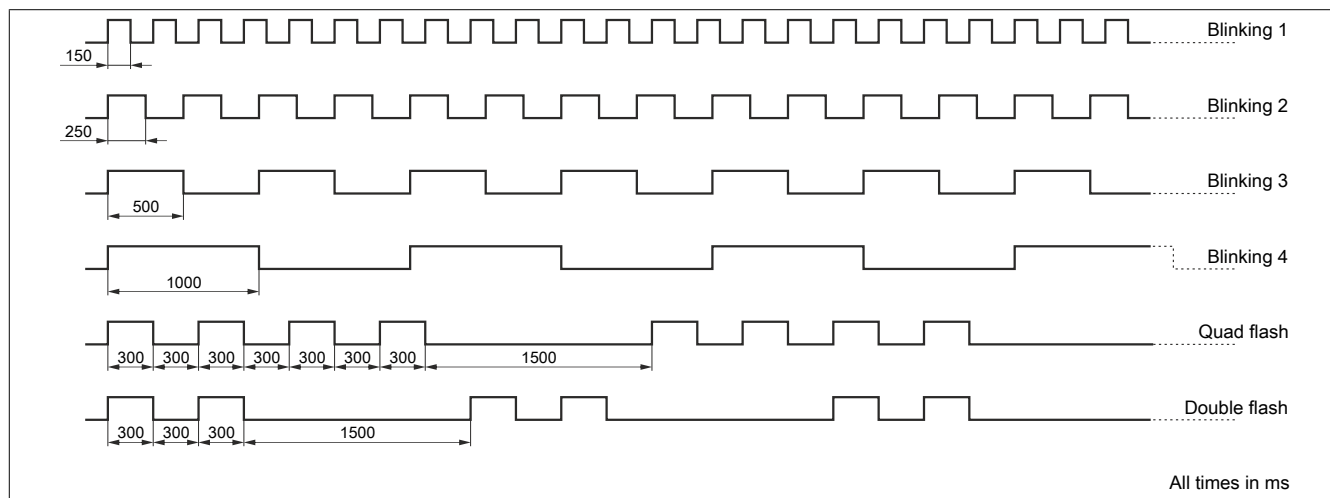 Blinking 1
150
Blinking 2
250
Blinking 3
500
Blinking 4
1000
Quad flash
300 300 300 300 300 300 300 1500
Double flash
300 300 300 1500
All times in ms